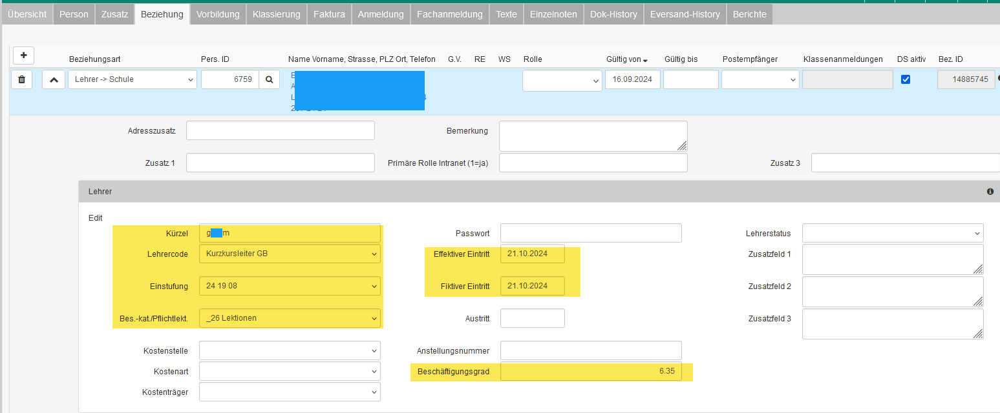 Übersicht Person Zusatz Beziehung Vorbildung Klassierung Faktura Anmeldung Fachanmeldung Texte Einzelnoten Dok-History Eversand-History Berichte
+
Beziehungsart Pers. ID Name Vorname, Strasse, PLZ Ort, Telefon G.V. RE WS Rolle Gültig von Gültig bis Postempfänger Klassenanmeldungen DS aktiv Bez. ID
Lehrer -> Schule 6759 16.09.2024 14885745
Adresszusatz Bemerkung
Zusatz 1 Primäre Rolle Intranet (1=ja) Zusatz 3
Lehrer
Edit
Kürzel g m Passwort Lehrerstatus
Lehrercode Kurzkursleiter GB Effektiver Eintritt 21.10.2024 Zusatzfeld 1
Einstufung 24 19 08 Fiktiver Eintritt 21.10.2024 Zusatzfeld 2
Bes.-kat./Pflichtlekt. _26 Lektionen Austritt Zusatzfeld 3
Kostenstelle Anstellungsnummer
Kostenart Beschäftigungsgrad 6.35
Kostenträger